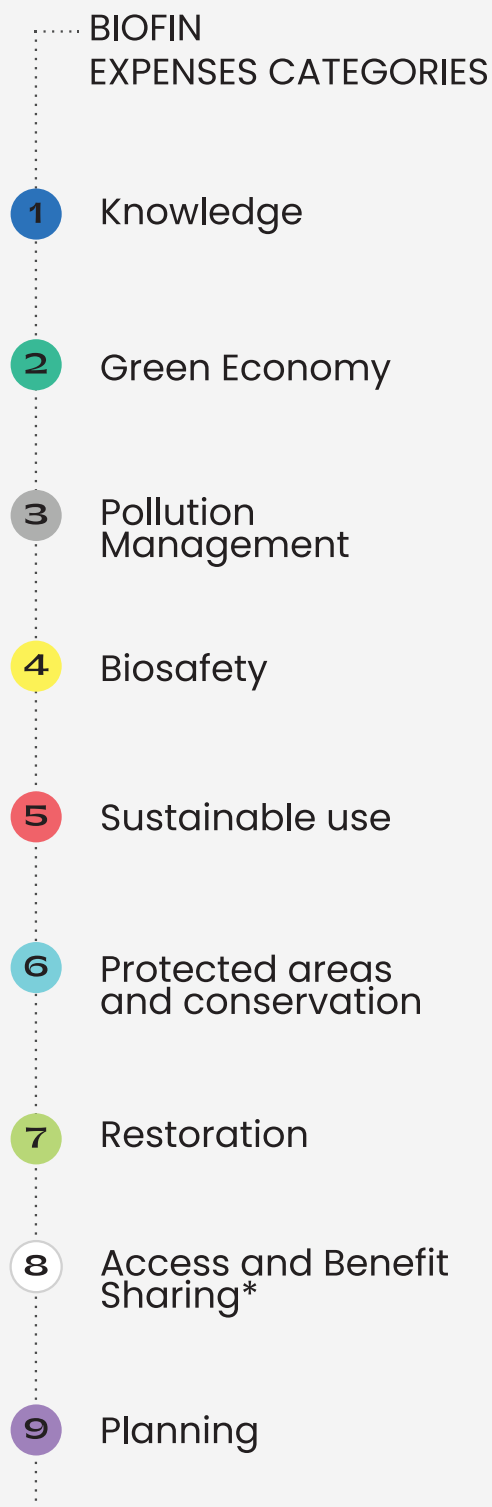 BIOFIN
EXPENSES CATEGORIES
1 Knowledge
2 Green Economy
3 Pollution
Management
4 Biosafety
5 Sustainable use
6 Protected areas
and conservation
7 Restoration
8 Access and Benefit
Sharing*
9 Planning